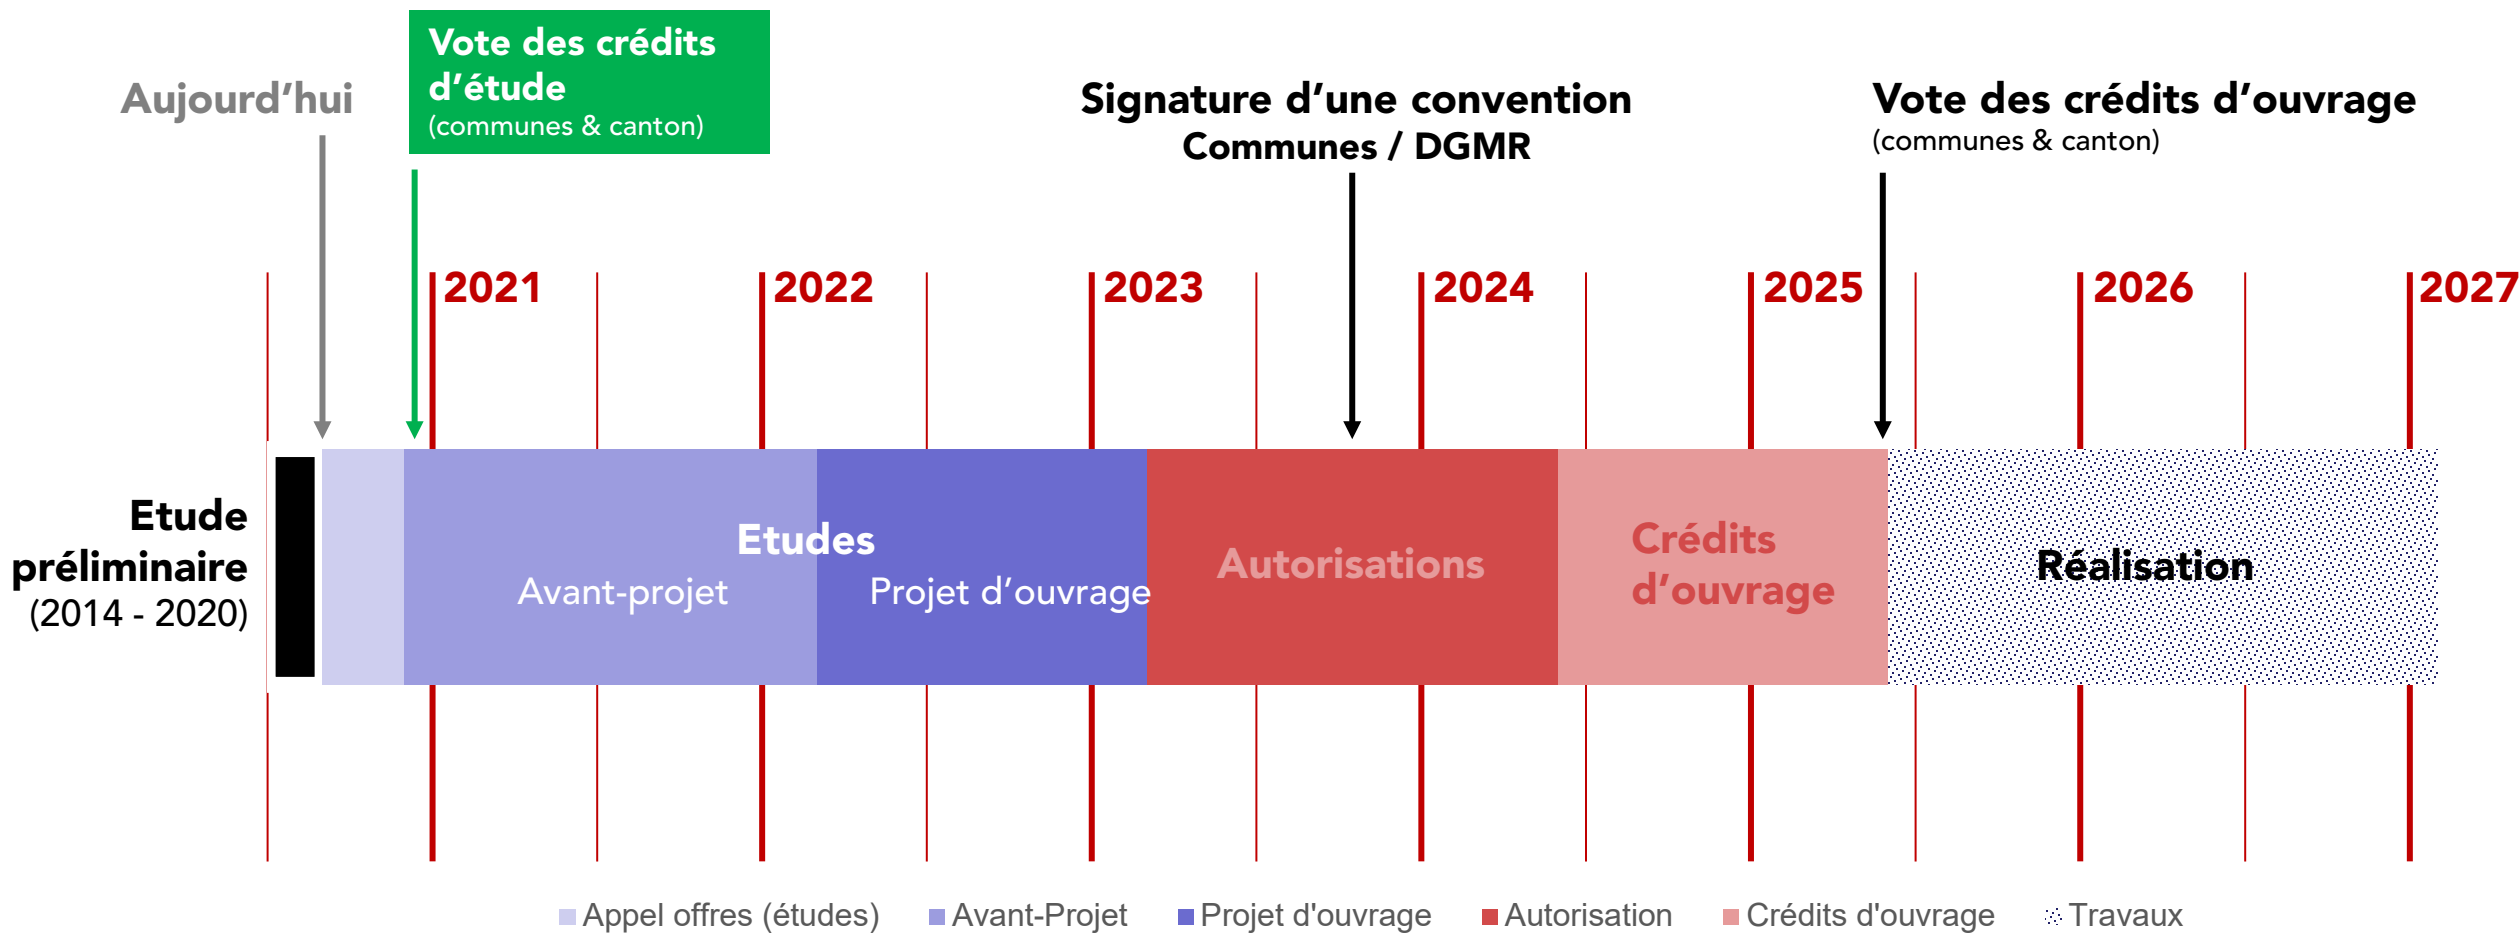 Aujourd’hui
Vote des crédits
d’étude
(communes & canton)
Signature d’une convention
Communes / DGMR
Vote des crédits d’ouvrage
(communes & canton)
2021
2022
2023
2024
2025
2026
2027
Etude
préliminaire
(2014 - 2020)
Etudes
Avant-projet
Projet d’ouvrage
Autorisations
Crédits
d’ouvrage
Réalisation
Appel offres (études)
Avant-Projet
Projet d'ouvrage
Autorisation
Crédits d'ouvrage
Travaux